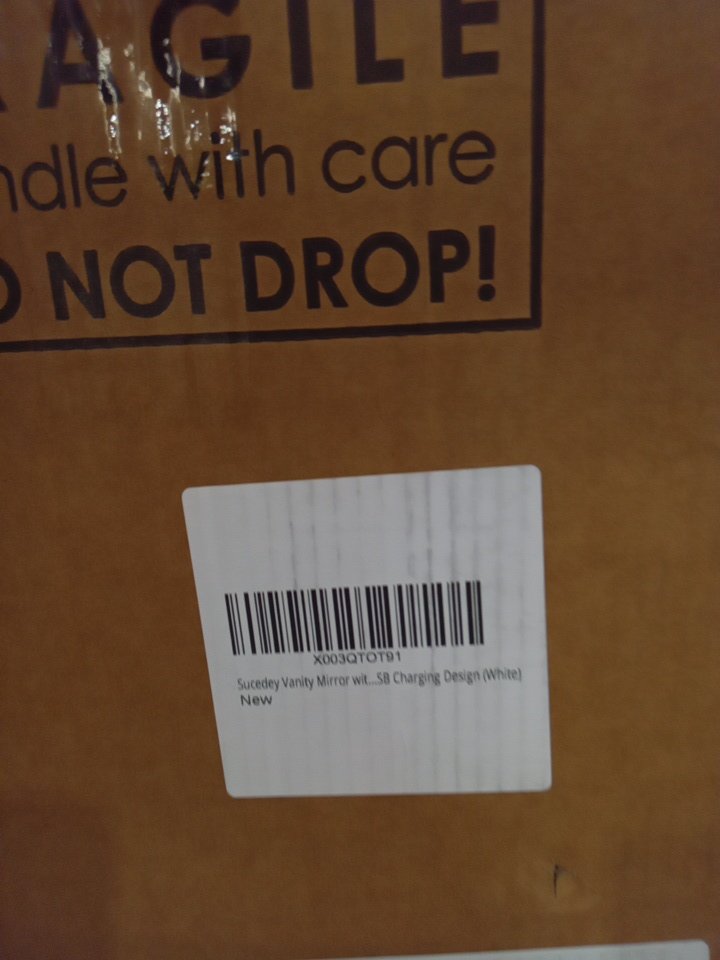 AGILE
ndle with care
NOT DROP!
X003QTOT91
Sucedey Vanity Mirror wit...SB Charging Design (White)
New